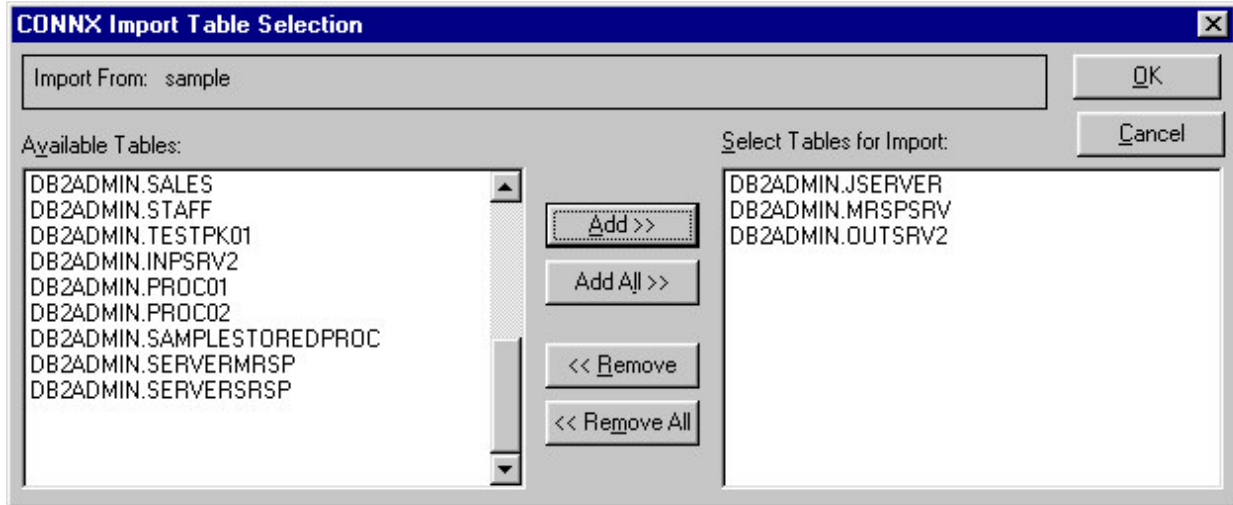 CONNX Import Table Selection
Import From: sample
OK
Cancel
Available Tables:
DB2ADMIN.SALES
DB2ADMIN.STAFF
DB2ADMIN.TESTPK01
DB2ADMIN.INPSRV2
DB2ADMIN.PROC01
DB2ADMIN.PROC02
DB2ADMIN.SAMPLESTOREDPROC
DB2ADMIN.SERVERMRSP
DB2ADMIN.SERVERSRSP
Add >>
Add All >>
<< Remove
<< Remove All
Select Tables for Import:
DB2ADMIN.JSERVER
DB2ADMIN.MRSPSRV
DB2ADMIN.OUTSRV2